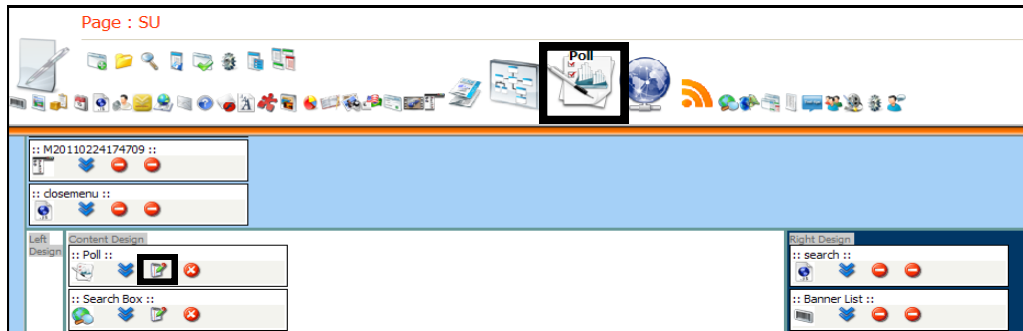 Page : SU
Poll
:: M20110224174709 ::
:: closemenu ::
Left
Design
Content Design
:: Poll ::
:: Search Box ::
Right Design
:: search ::
:: Banner List ::